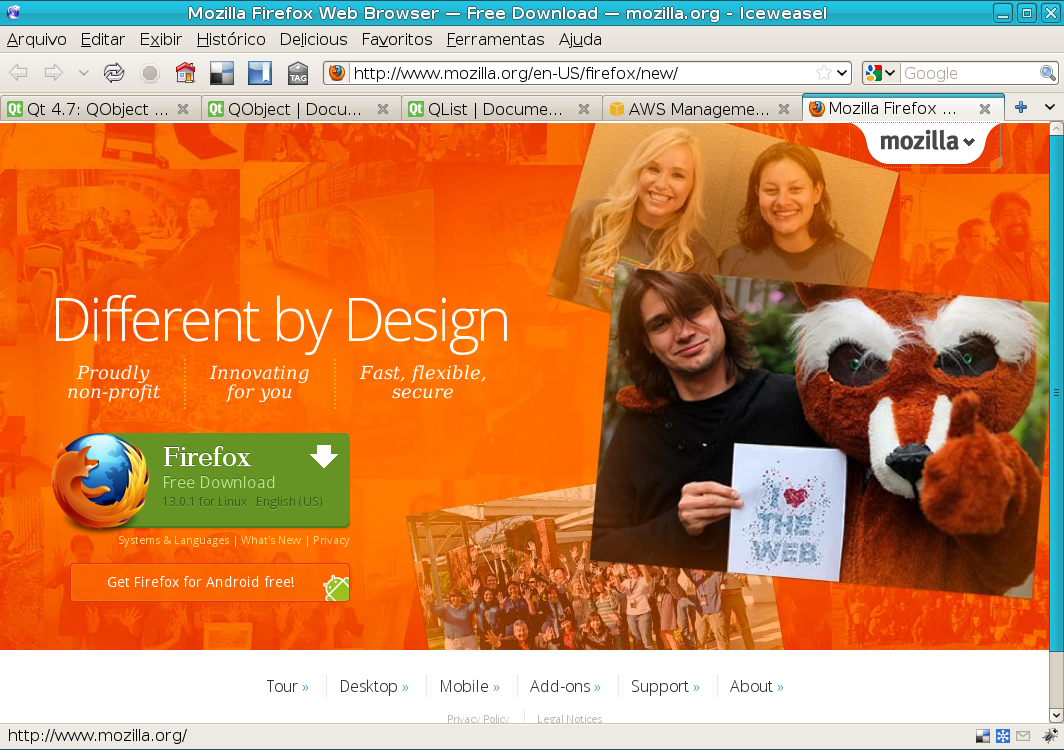 Mozilla Firefox Web Browser — Free Download — mozilla.org - Iceweasel
Arquivo Editar Exibir Histórico Delicious Favoritos Ferramentas Ajuda
TAG http://www.mozilla.org/en-US/firefox/new/ Google
Qt 4.7: QObject ... QObject | Docu... QList | Docume... AWS Manageme... Mozilla Firefox ...
mozilla
Different by Design
Proudly
non-profit
Innovating
for you
Fast, flexible,
secure
Firefox
Free Download
13.0.1 for Linux English (US)
Systems & Languages | What's New | Privacy
Get Firefox for Android free!
I
THE
WEB
Tour » Desktop » Mobile » Add-ons » Support » About »
Privacy Policy Legal Notices
http://www.mozilla.org/